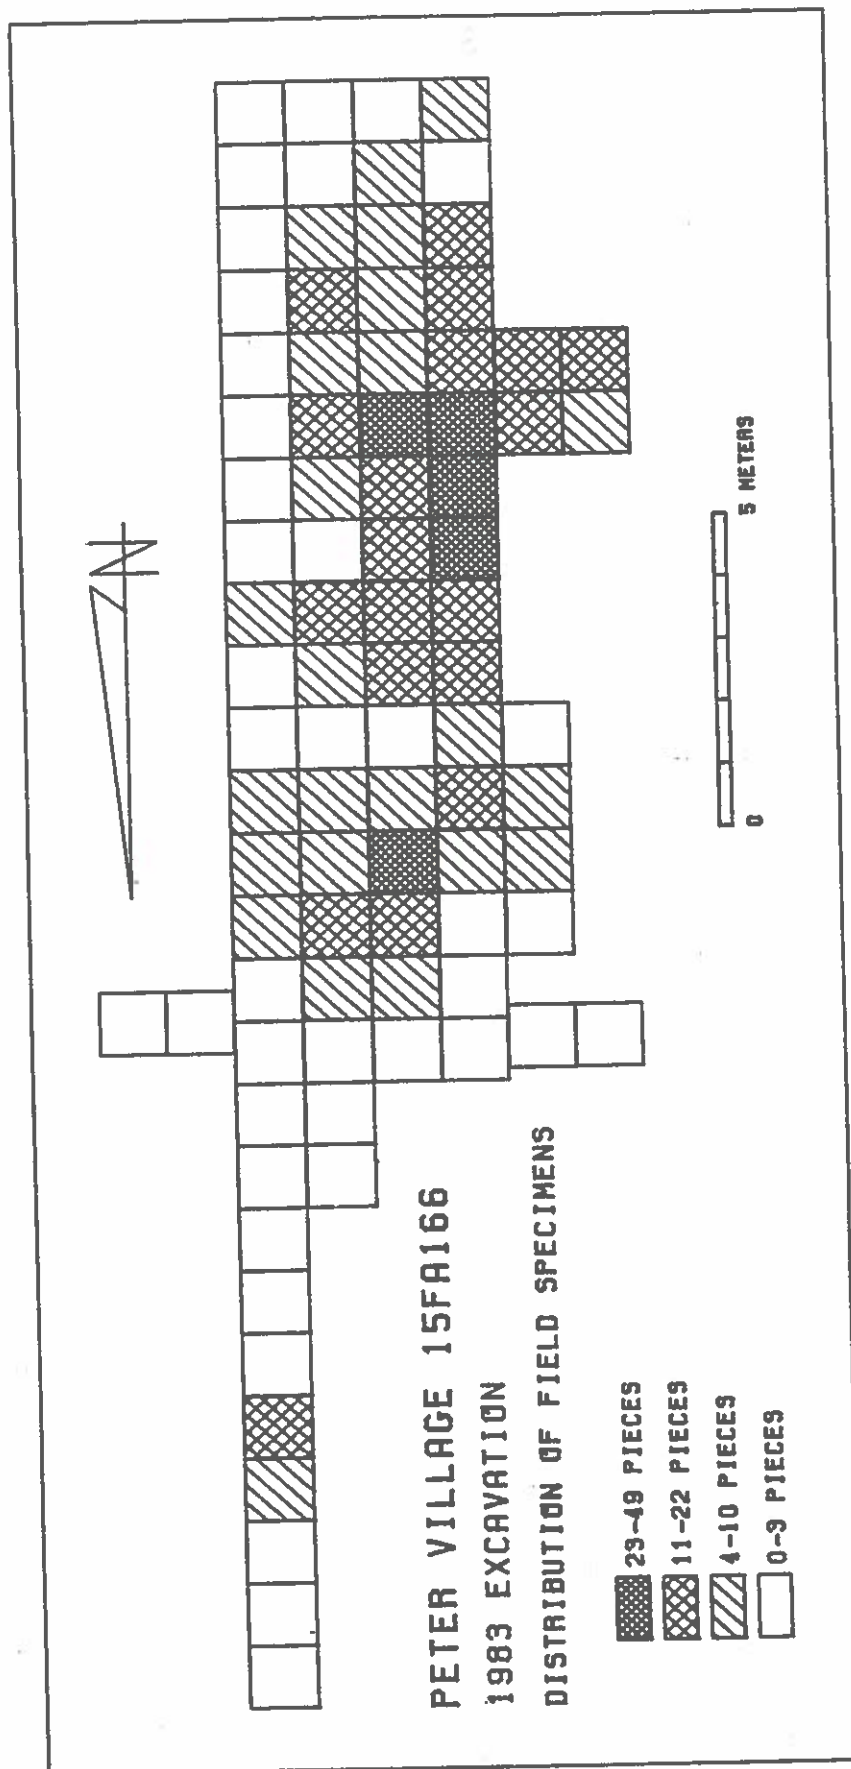 N
PETER VILLAGE 15FA166
1983 EXCAVATION
DISTRIBUTION OF FIELD SPECIMENS
23-49 PIECES
11-22 PIECES
4-10 PIECES
0-3 PIECES
0 5 METERS